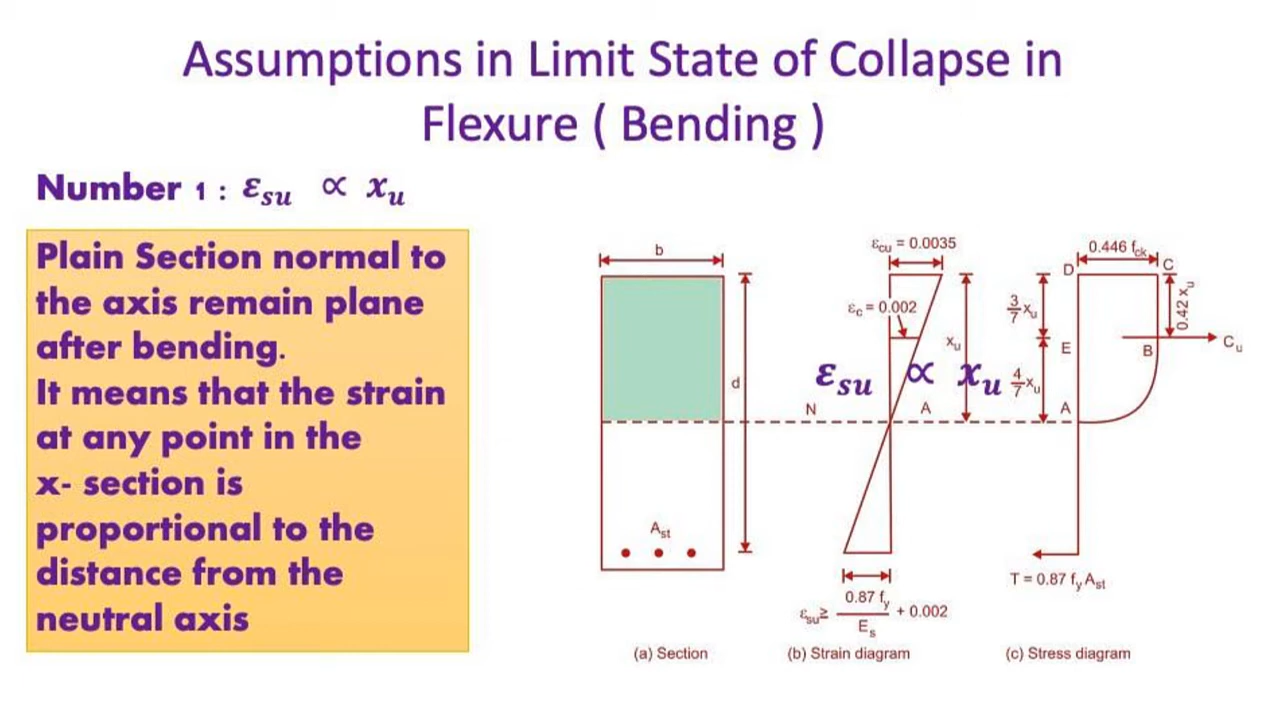 Assumptions in Limit State of Collapse in
Flexure ( Bending )
Number 1 : εsu ∝ xu
Plain Section normal to
the axis remain plane
after bending.
It means that the strain
at any point in the
x- section is
proportional to the
distance from the
neutral axis
b
d
Ast
(a) Section
εcu = 0.0035
εc = 0.002
xu
εsu ∝ xu
N
A
εsu ≥ 0.87 fy / Es + 0.002
(b) Strain diagram
0.446 fck
D
C
3/7 xu
0.42 xu
E
B
Cu
4/7 xu
A
T = 0.87 fy Ast
(c) Stress diagram